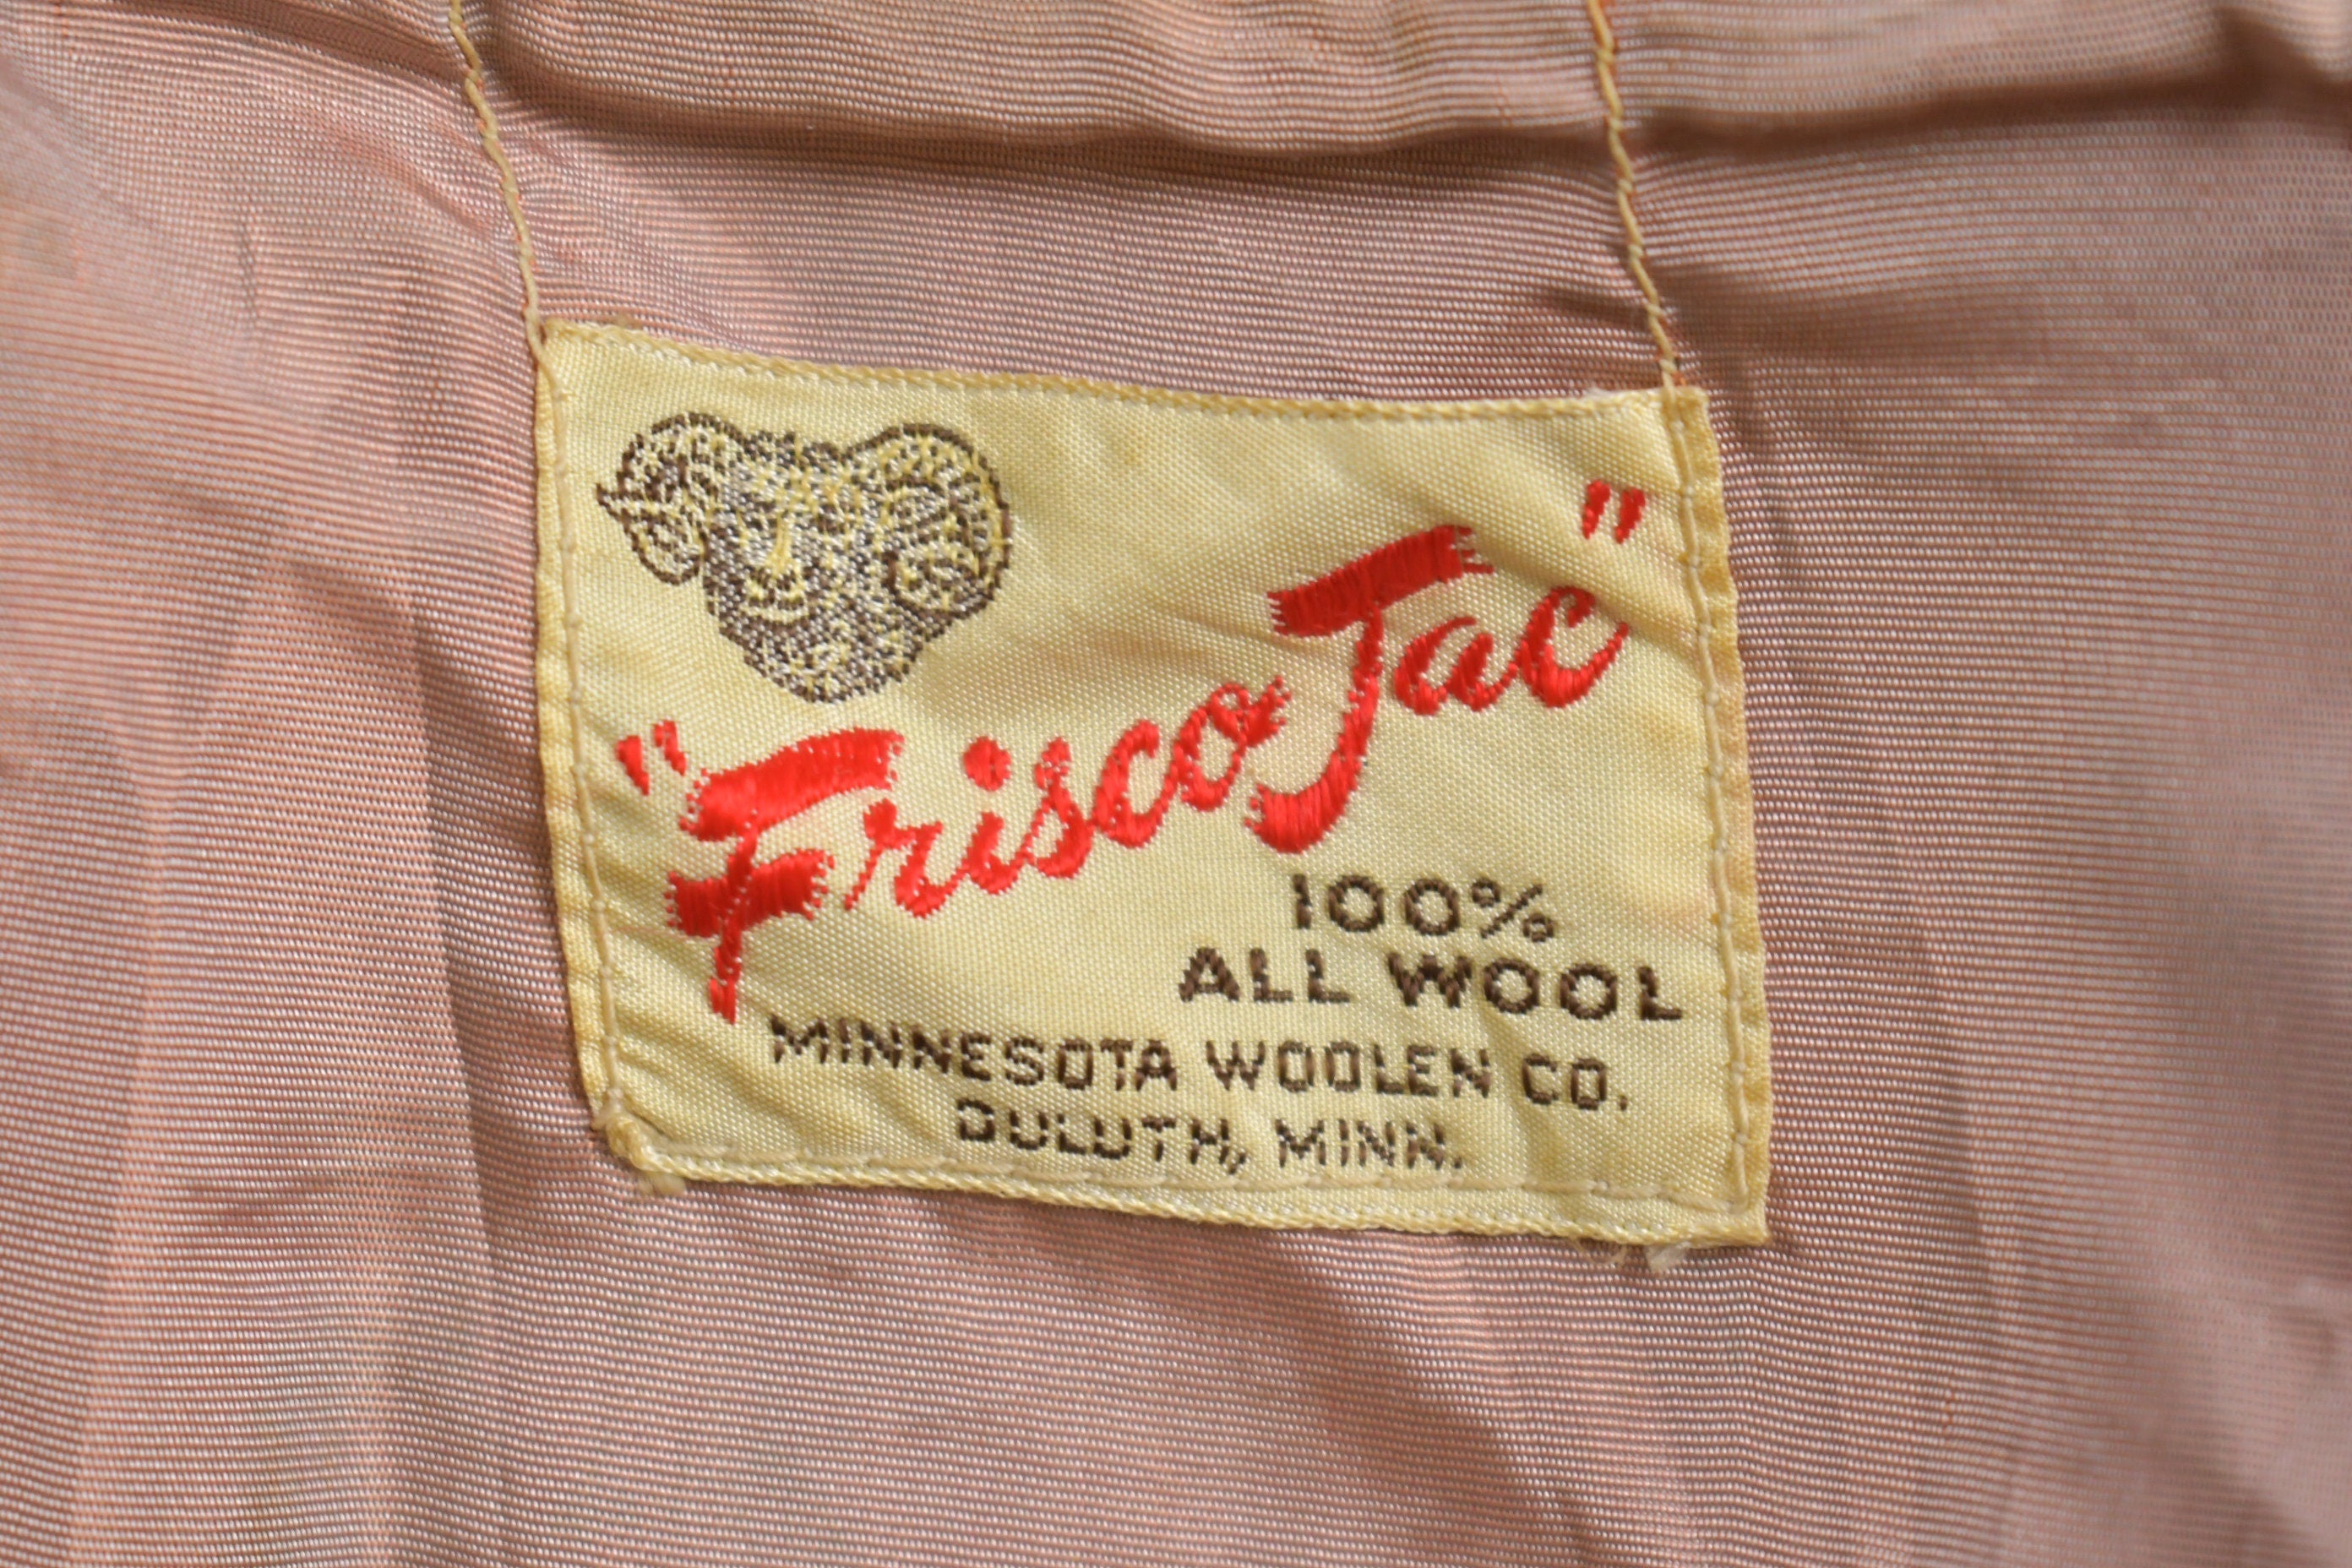 "Frisco Jac"
100%
ALL WOOL
MINNESOTA WOOLEN CO.
DULUTH, MINN.